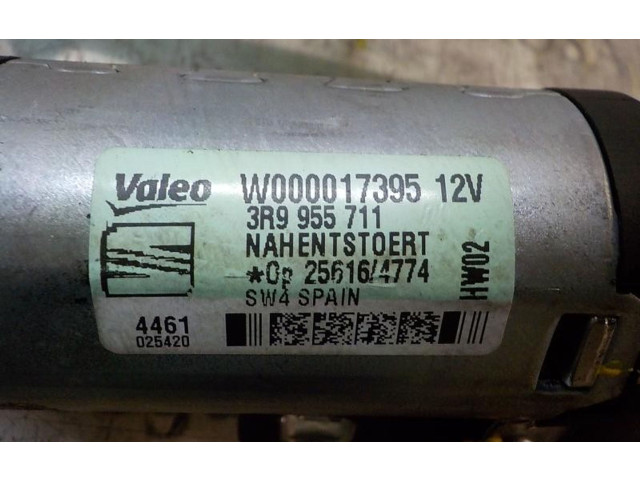 Valeo W000017395 12V
3R9 955 711
NAHENTSTOERT
*Op 25616/4774
SW4 SPAIN
HW02
4461
025420